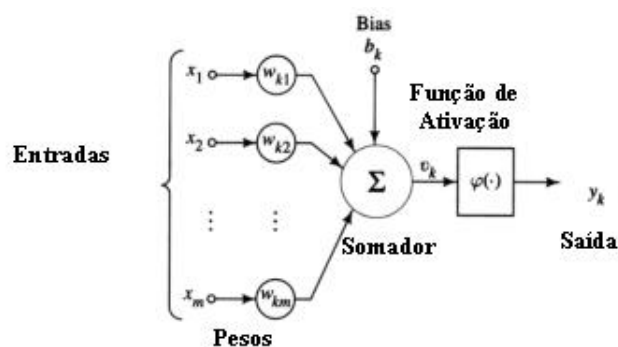 Bias
b_k
x_1 w_k1
Função de
Ativação
Entradas
x_2 w_k2
Σ
v_k
φ(·)
y_k
⋮ ⋮
Somador
Saída
x_m w_km
Pesos